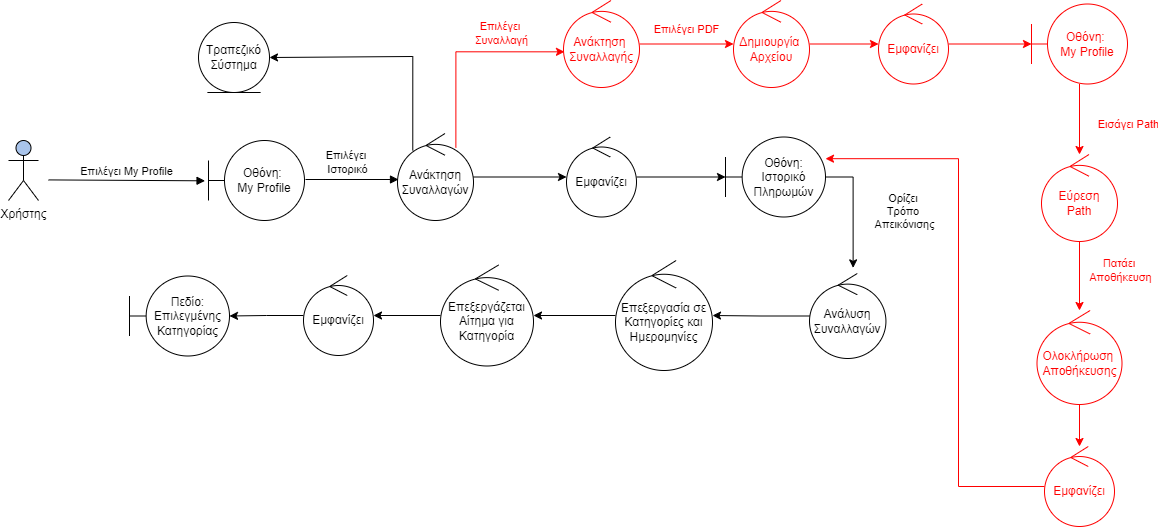 Επιλέγει
Συναλλαγή
Επιλέγει PDF
Τραπεζικό
Σύστημα
Ανάκτηση
Συναλλαγής
Δημιουργία
Αρχείου
Εμφανίζει
Οθόνη:
My Profile
Εισάγει Path
Χρήστης
Επιλέγει My Profile
Οθόνη:
My Profile
Επιλέγει
Ιστορικό
Ανάκτηση
Συναλλαγών
Εμφανίζει
Οθόνη:
Ιστορικό
Πληρωμών
Ορίζει
Τρόπο
Απεικόνισης
Εύρεση
Path
Πατάει
Αποθήκευση
Πεδίο:
Επιλεγμένης
Κατηγορίας
Εμφανίζει
Επεξεργάζεται
Αίτημα για
Κατηγορία
Επεξεργασία σε
Κατηγορίες και
Ημερομηνίες
Ανάλυση
Συναλλαγών
Ολοκλήρωση
Αποθήκευσης
Εμφανίζει